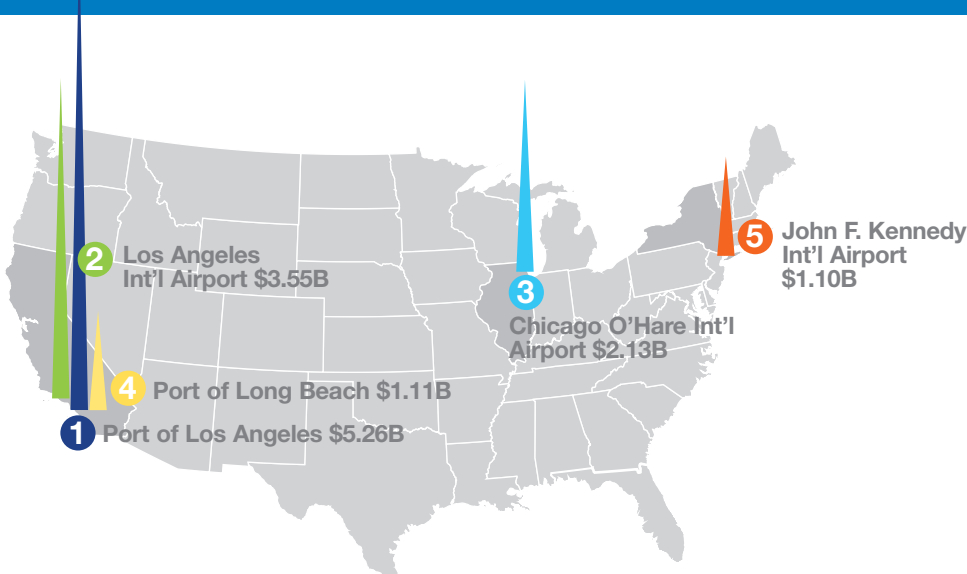 2
Los Angeles
Int'l Airport $3.55B
5
John F. Kennedy
Int'l Airport
$1.10B
3
Chicago O'Hare Int'l
Airport $2.13B
4
Port of Long Beach $1.11B
1
Port of Los Angeles $5.26B